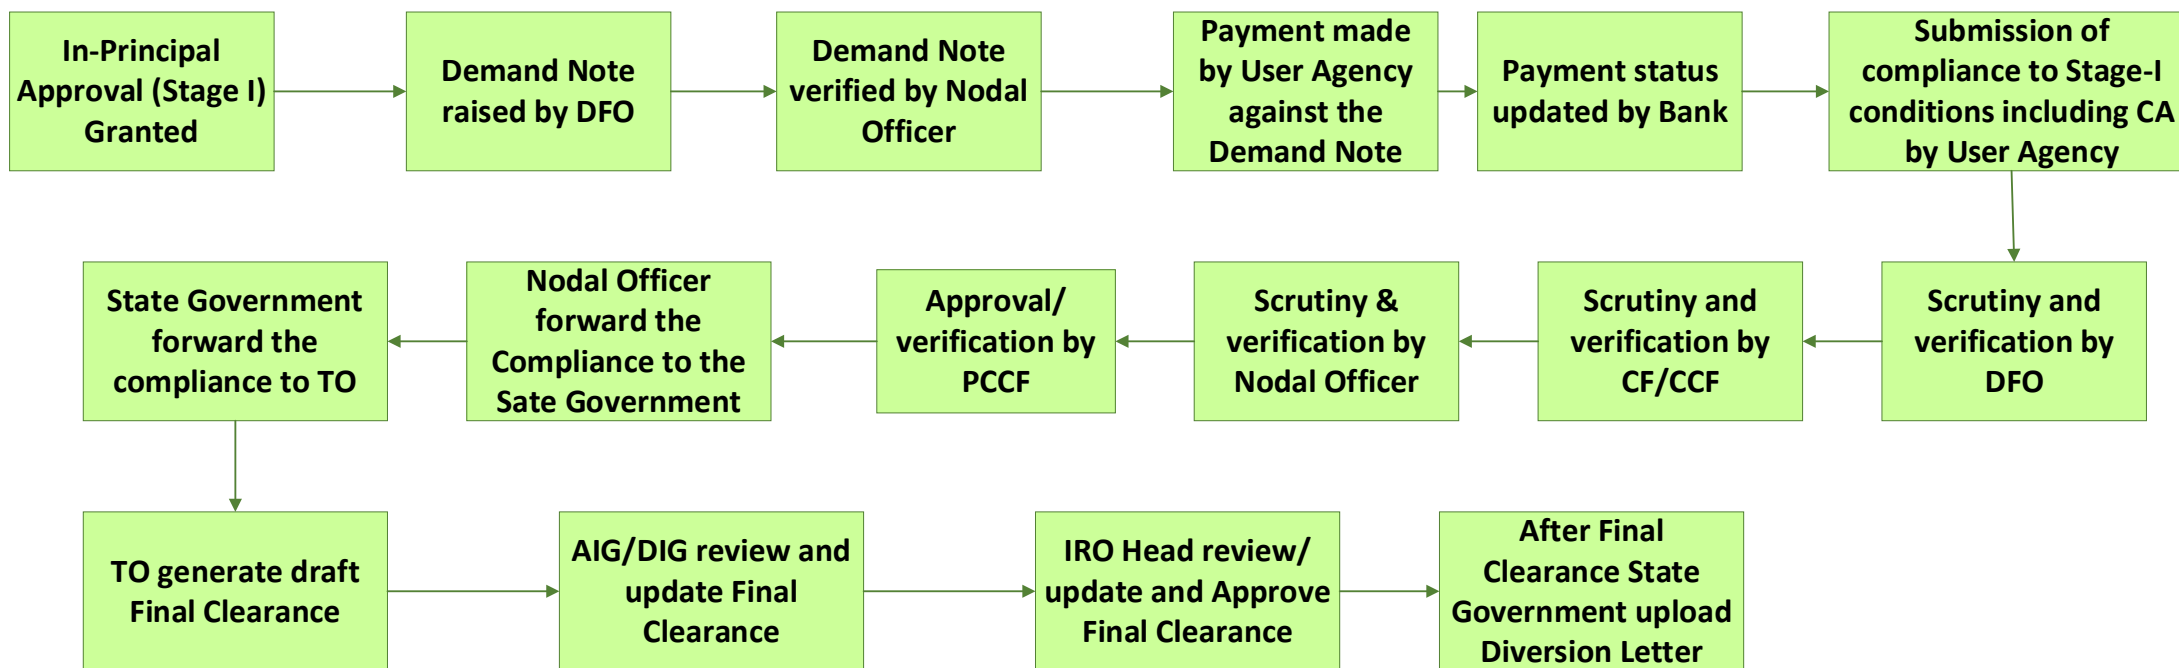 In-Principal
Approval (Stage I)
Granted
Demand Note
raised by DFO
Demand Note
verified by Nodal
Officer
Payment made
by User Agency
against the
Demand Note
Payment status
updated by Bank
Submission of
compliance to Stage-I
conditions including CA
by User Agency
Scrutiny and
verification by
DFO
Scrutiny and
verification by
CF/CCF
Scrutiny &
verification by
Nodal Officer
Approval/
verification by
PCCF
Nodal Officer
forward the
Compliance to the
Sate Government
State Government
forward the
compliance to TO
TO generate draft
Final Clearance
AIG/DIG review and
update Final
Clearance
IRO Head review/
update and Approve
Final Clearance
After Final
Clearance State
Government upload
Diversion Letter